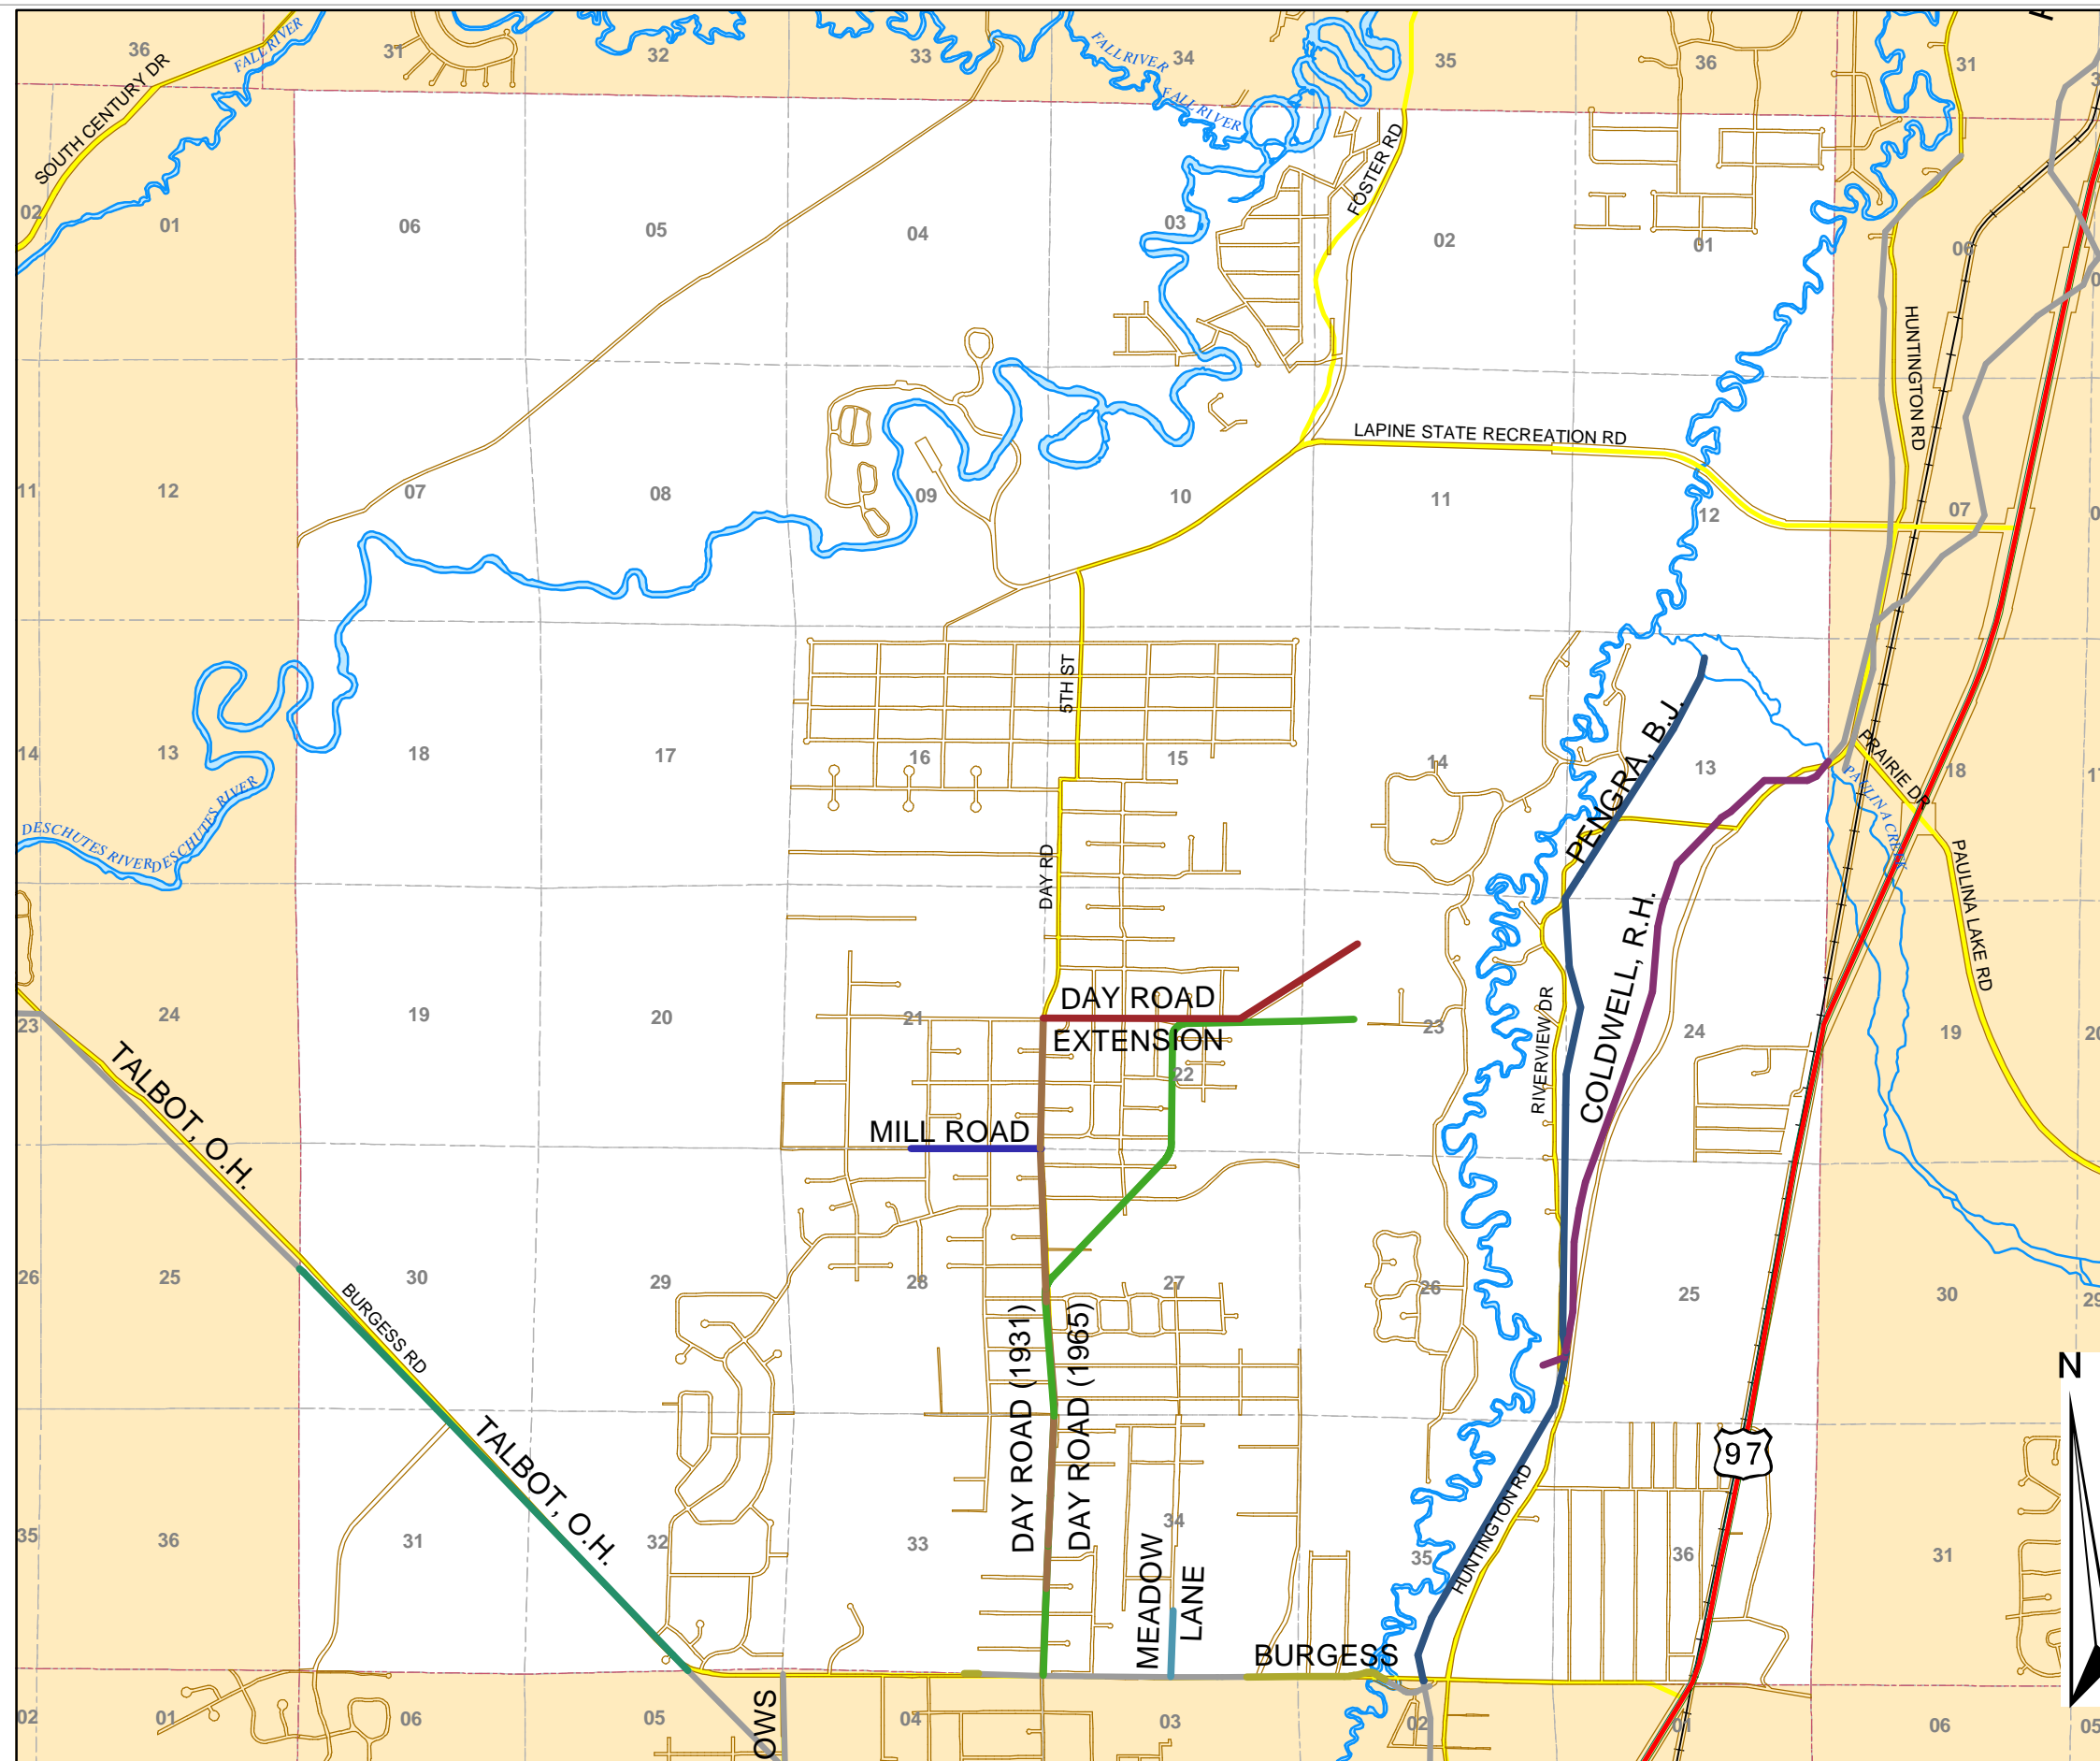 36
31
32
33
34
35
36
31
FALL RIVER
FALL RIVER
FALL RIVER
SOUTH CENTURY DR
FOSTER RD
02
01
06
05
04
03
02
01
06
HUNTINGTON RD
LAPINE STATE RECREATION RD
11
12
07
08
09
10
11
12
07
5TH ST
14
13
18
17
16
15
14
13
18
PENGRA, B.J.
PRAIRIE DR
PAULINA CREEK
PAULINA LAKE RD
DESCHUTES RIVER
DESCHUTES RIVER
DAY RD
COLDWELL, R.H.
RIVERVIEW DR
DAY ROAD
EXTENSION
23
24
19
20
21
22
23
24
19
20
TALBOT, O.H.
MILL ROAD
26
25
30
29
28
27
26
25
30
29
BURGESS RD
DAY ROAD (1931)
DAY ROAD (1965)
N
97
TALBOT, O.H.
HUNTINGTON RD
35
36
31
32
33
34
35
36
31
MEADOW
LANE
BURGESS
OWS
02
01
06
05
04
03
02
01
06
05